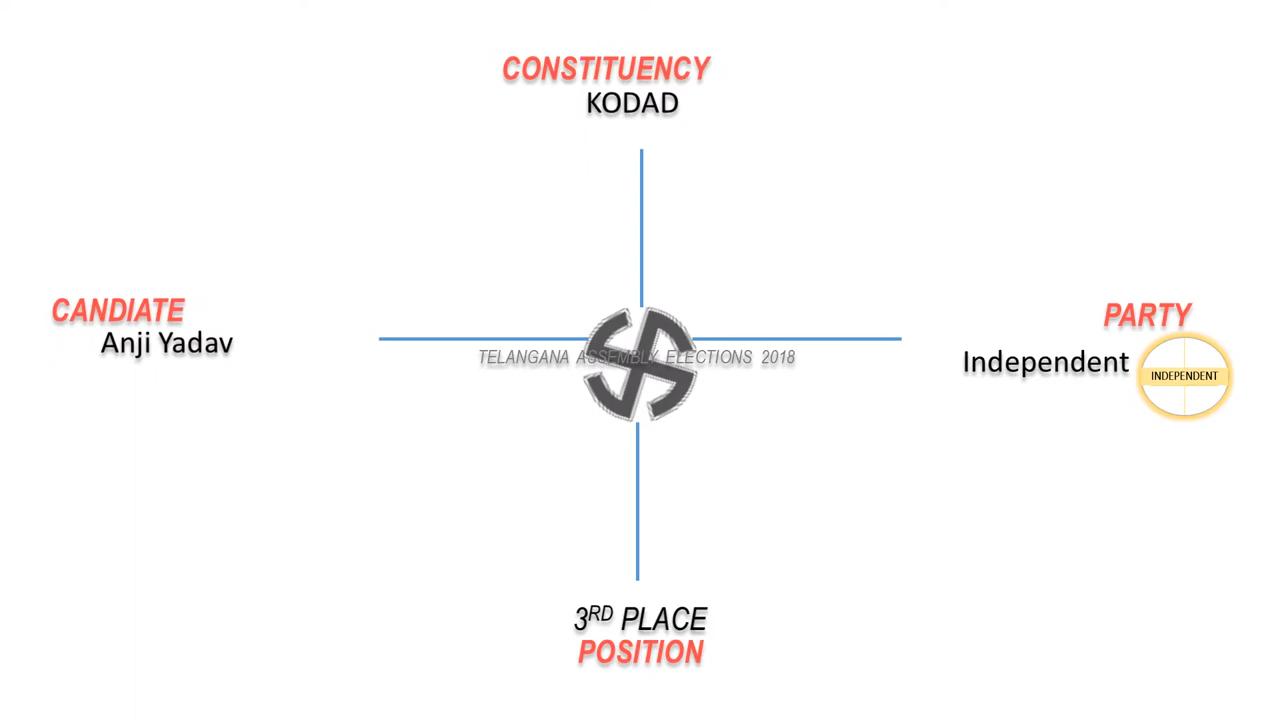 CONSTITUENCY
KODAD
CANDIATE
Anji Yadav
TELANGANA ASSEMBLY ELECTIONS 2018
PARTY
Independent
INDEPENDENT
3RD PLACE
POSITION